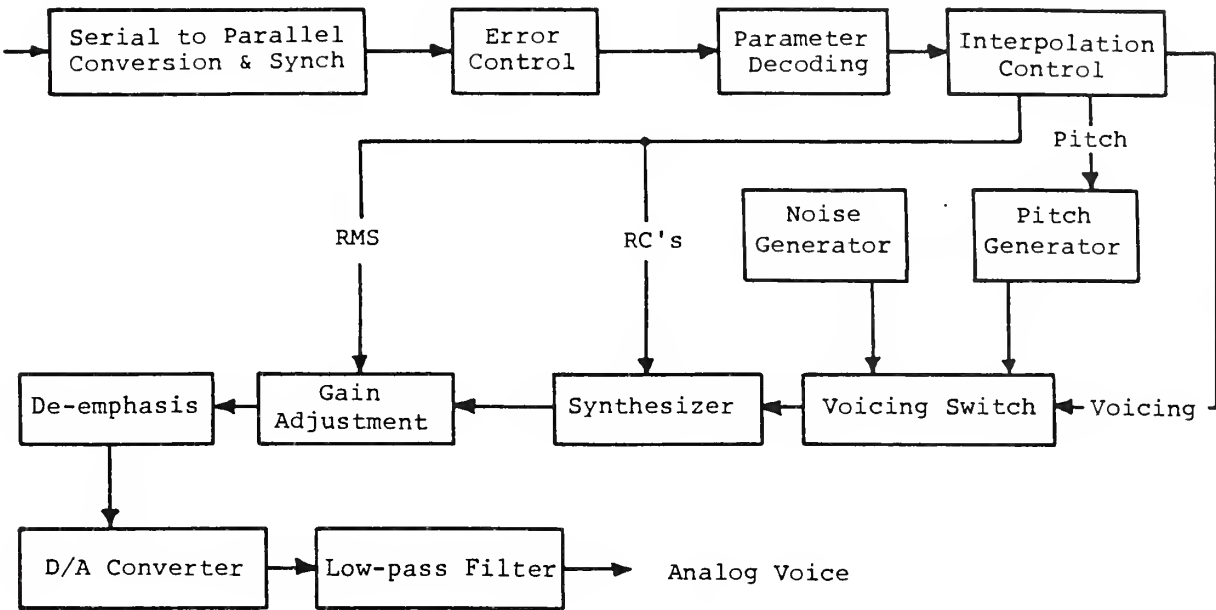 Serial to Parallel
Conversion & Synch
Error
Control
Parameter
Decoding
Interpolation
Control
Pitch
Noise
Generator
Pitch
Generator
RMS
RC's
De-emphasis
Gain
Adjustment
Synthesizer
Voicing Switch
Voicing
D/A Converter
Low-pass Filter
Analog Voice